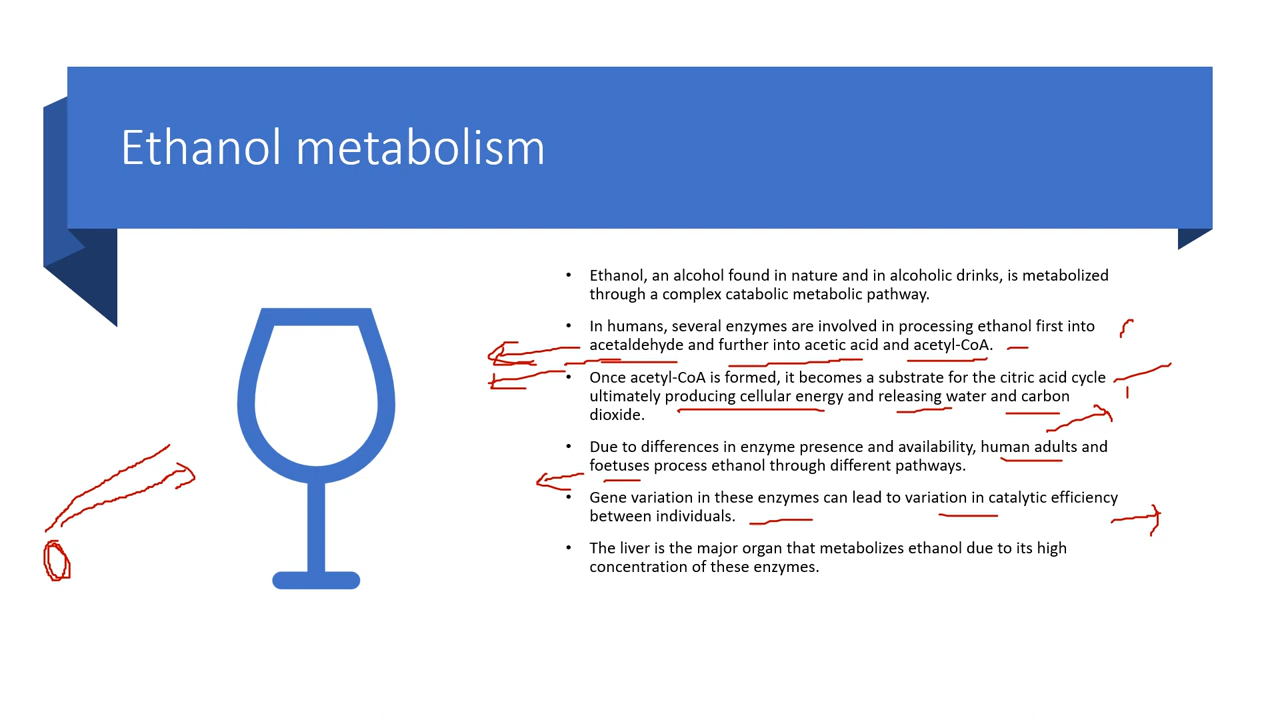 Ethanol metabolism
• Ethanol, an alcohol found in nature and in alcoholic drinks, is metabolized
through a complex catabolic metabolic pathway.
• In humans, several enzymes are involved in processing ethanol first into
acetaldehyde and further into acetic acid and acetyl-CoA.
• Once acetyl-CoA is formed, it becomes a substrate for the citric acid cycle
ultimately producing cellular energy and releasing water and carbon
dioxide.
• Due to differences in enzyme presence and availability, human adults and
foetuses process ethanol through different pathways.
• Gene variation in these enzymes can lead to variation in catalytic efficiency
between individuals.
• The liver is the major organ that metabolizes ethanol due to its high
concentration of these enzymes.